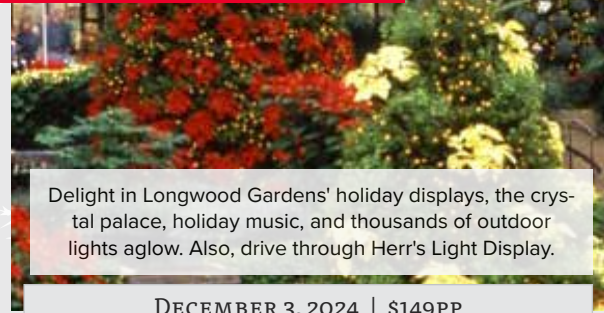 Delight in Longwood Gardens' holiday displays, the crys-
tal palace, holiday music, and thousands of outdoor
lights aglow. Also, drive through Herr's Light Display.
December 3, 2024 | $149pp